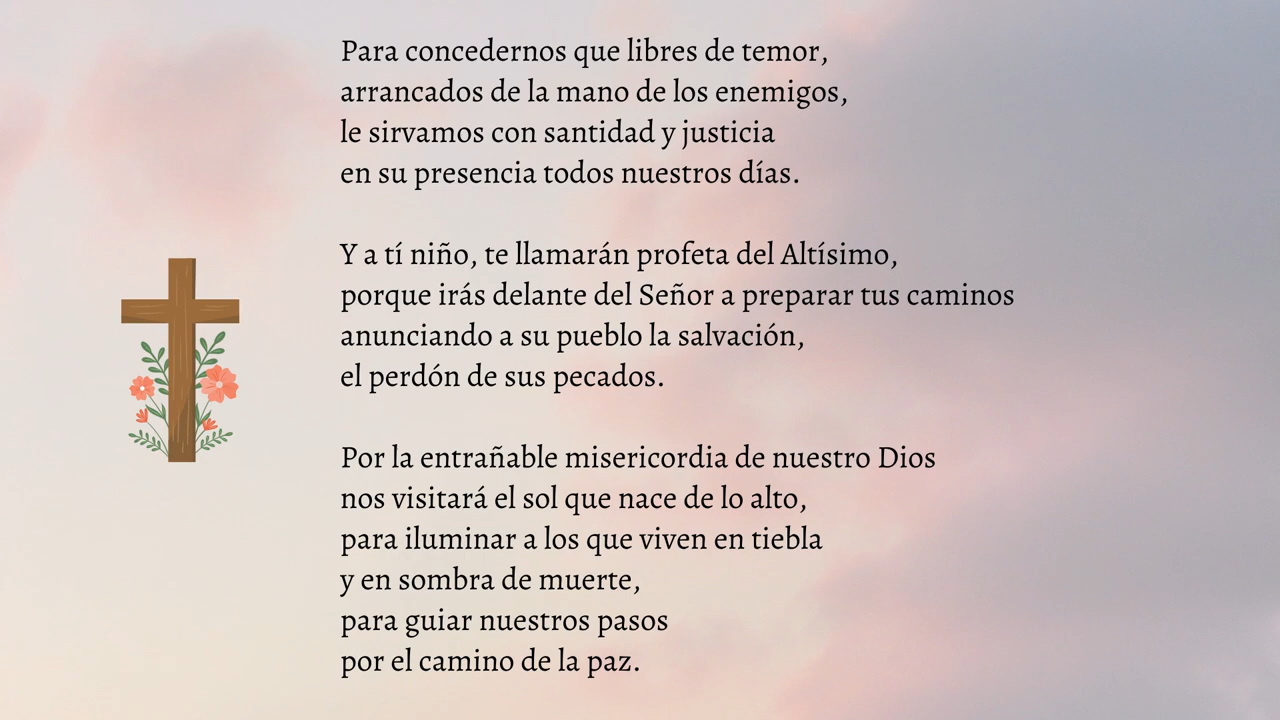 Para concedernos que libres de temor,
arrancados de la mano de los enemigos,
le sirvamos con santidad y justicia
en su presencia todos nuestros días.
Y a tí niño, te llamarán profeta del Altísimo,
porque irás delante del Señor a preparar tus caminos
anunciando a su pueblo la salvación,
el perdón de sus pecados.
Por la entrañable misericordia de nuestro Dios
nos visitará el sol que nace de lo alto,
para iluminar a los que viven en tiebla
y en sombra de muerte,
para guiar nuestros pasos
por el camino de la paz.